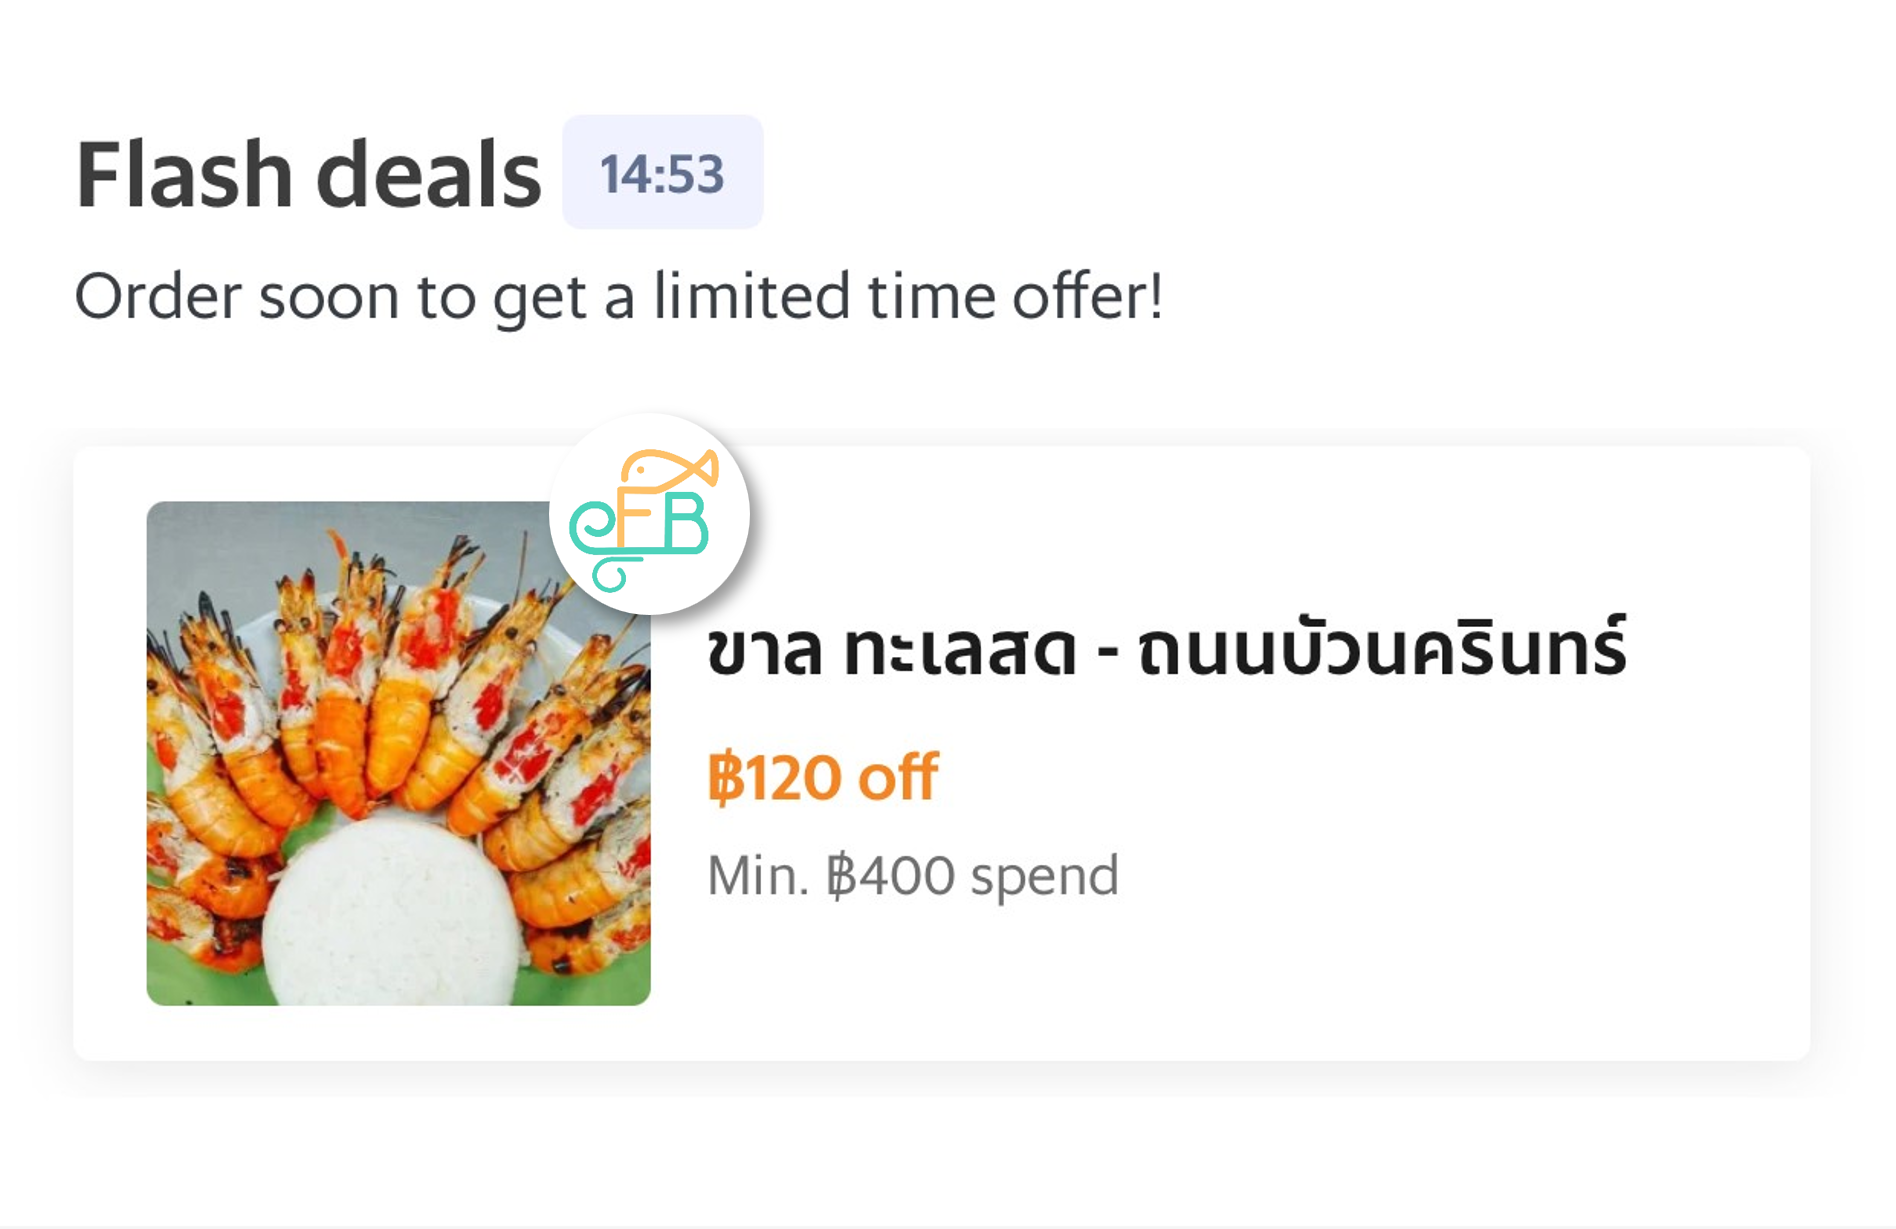 Flash deals 14:53
Order soon to get a limited time offer!
FB
ขาล ทะเลสด - ถนนบัวนครินทร์
฿120 off
Min. ฿400 spend